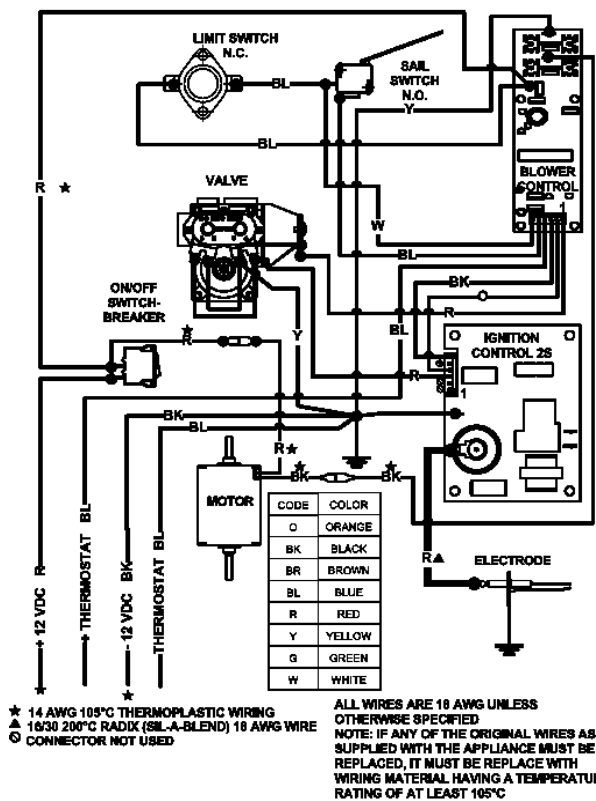 LIMIT SWITCH
N.C.
BL
SAIL
SWITCH
N.O.
Y
BL
R ★
VALVE
BLOWER
CONTROL
1
W
BL
BK
O
R
ON/OFF
SWITCH-
BREAKER
★
R
Y
BL
IGNITION
CONTROL 2S
R
1
BK
BL
R★
★
BK
★
BK
MOTOR
CODE COLOR
O ORANGE
BK BLACK
BR BROWN
BL BLUE
R RED
Y YELLOW
G GREEN
W WHITE
R▲
ELECTRODE
+ 12 VDC R
+ THERMOSTAT BL
- 12 VDC BK
-THERMOSTAT BL
★
★
★ 14 AWG 105°C THERMOPLASTIC WIRING
▲ 16/30 200°C RADIX (SIL-A-BLEND) 18 AWG WIRE
⊘ CONNECTOR NOT USED
ALL WIRES ARE 18 AWG UNLESS
OTHERWISE SPECIFIED
NOTE: IF ANY OF THE ORIGINAL WIRES AS
SUPPLIED WITH THE APPLIANCE MUST BE
REPLACED, IT MUST BE REPLACE WITH
WIRING MATERIAL HAVING A TEMPERATU
RATING OF AT LEAST 105°C